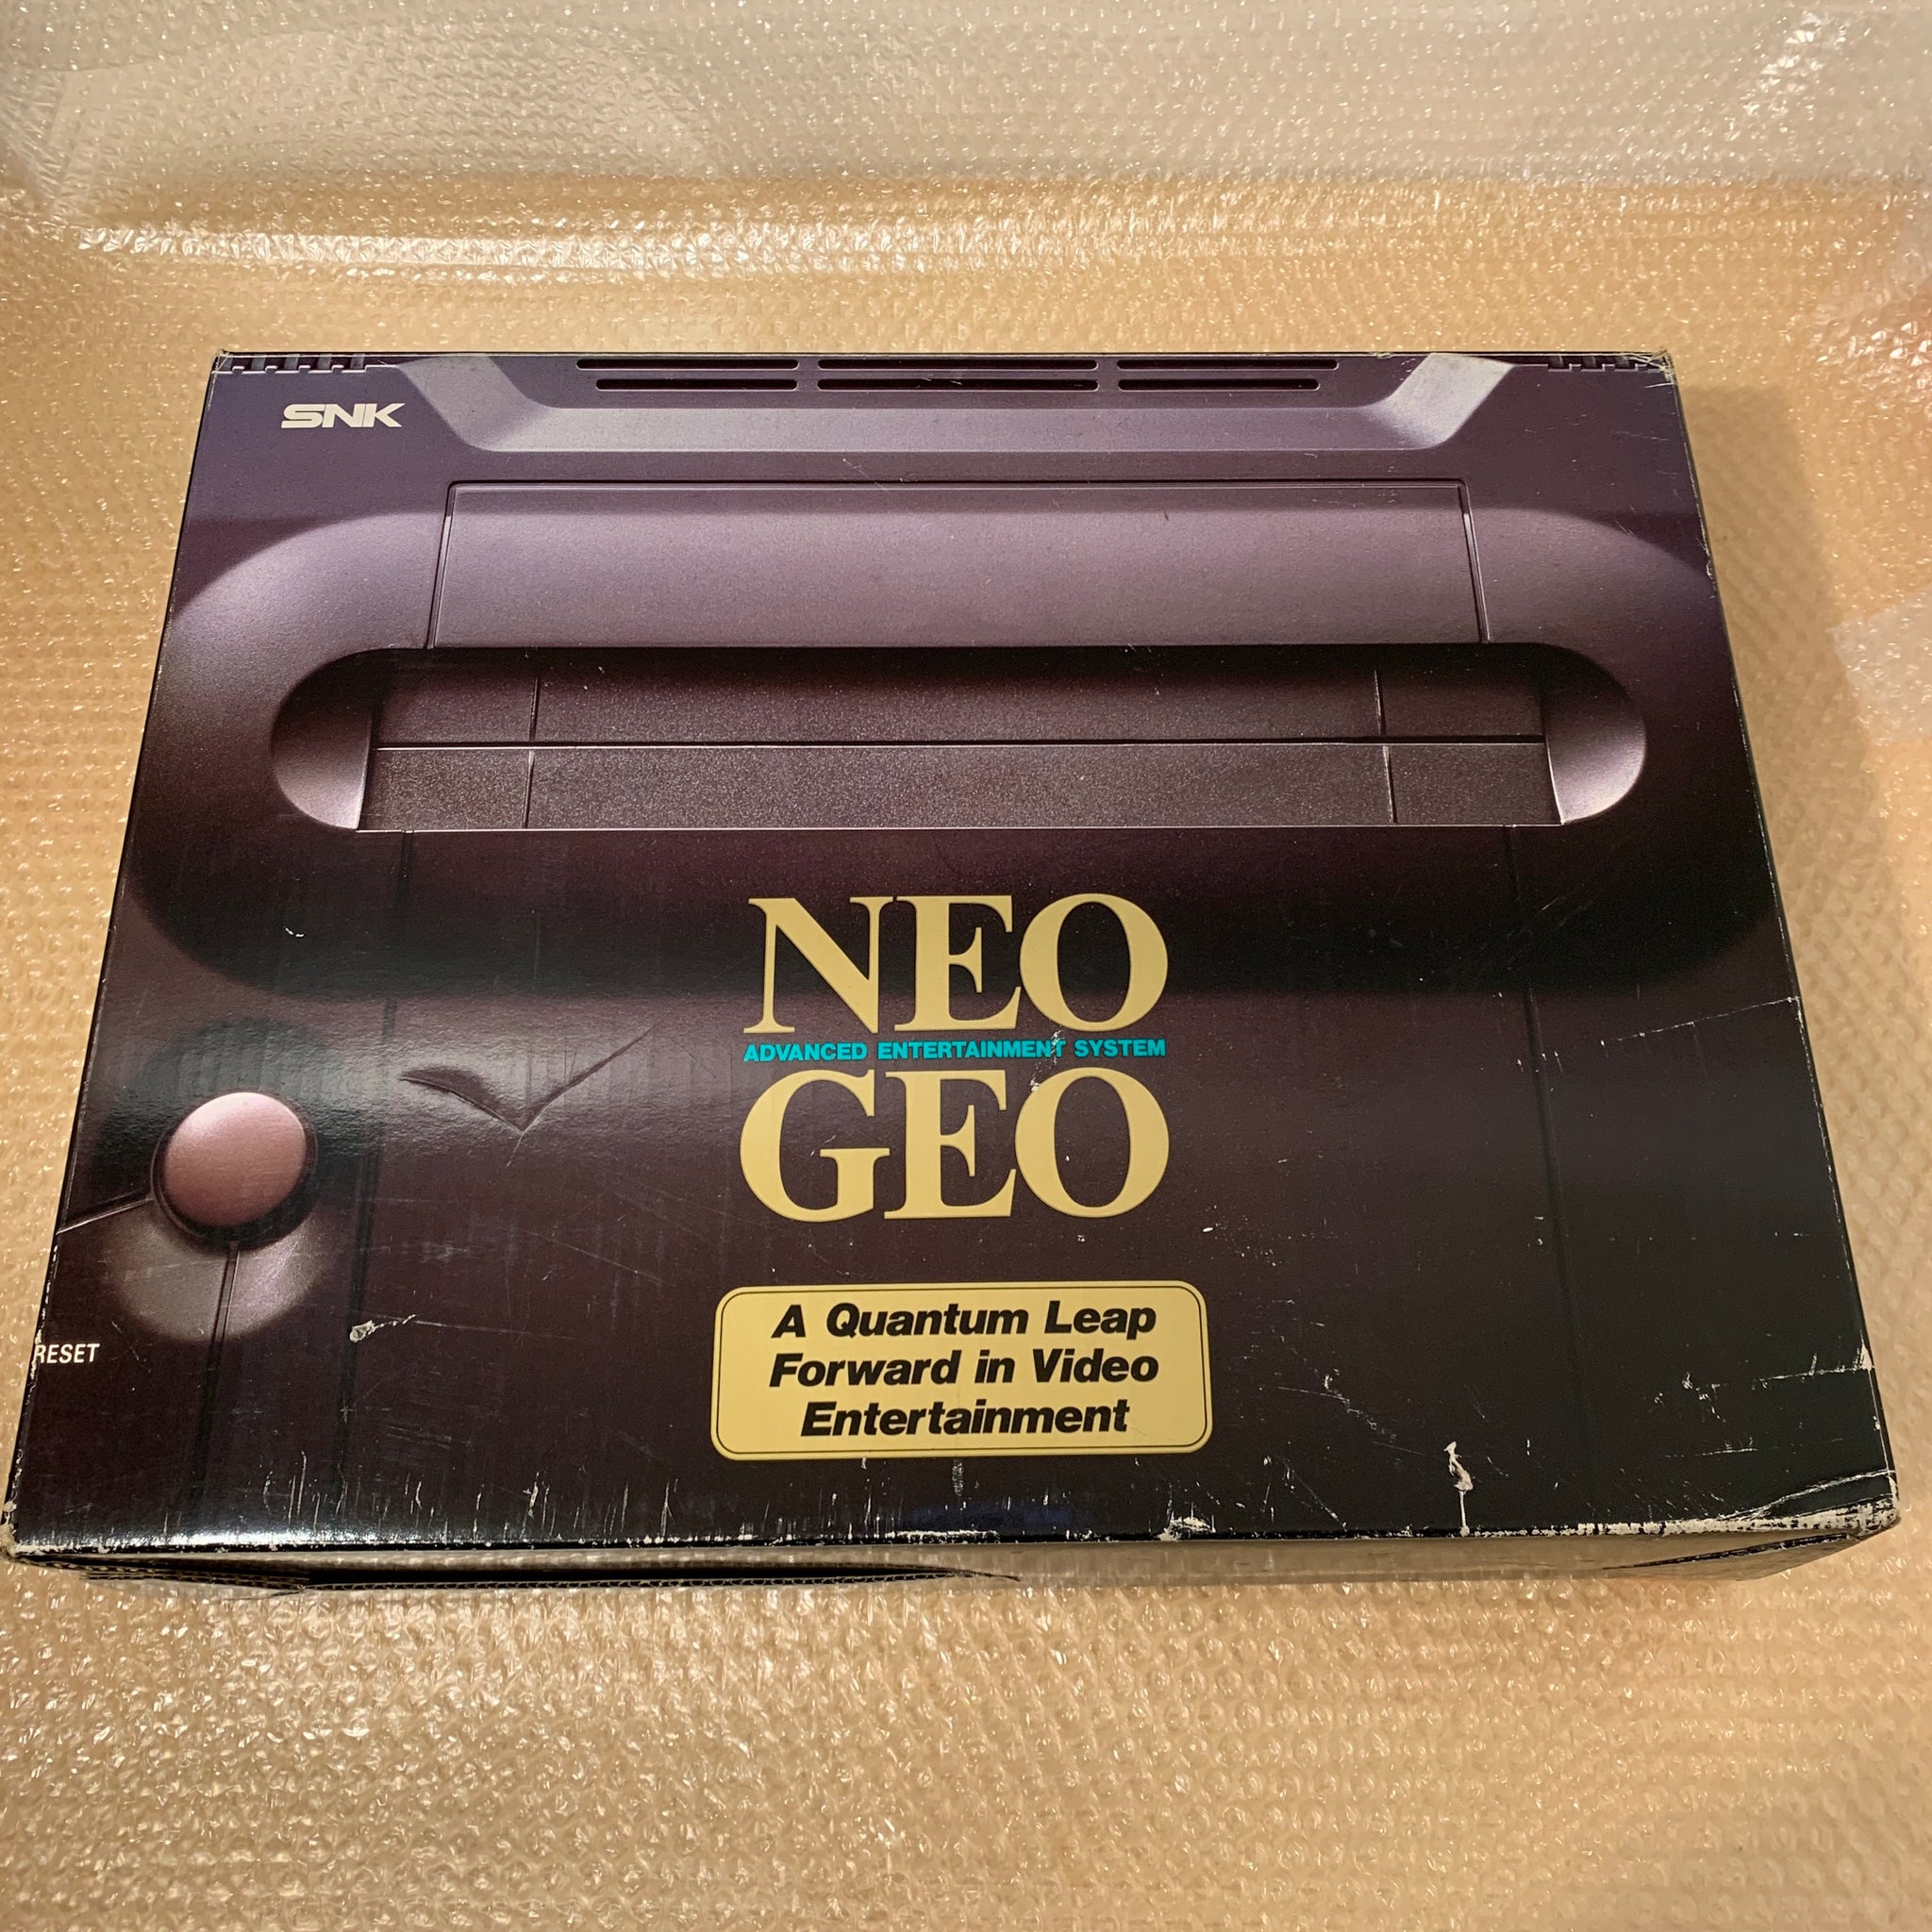 SNK
NEO
ADVANCED ENTERTAINMENT SYSTEM
GEO
RESET
A Quantum Leap
Forward in Video
Entertainment